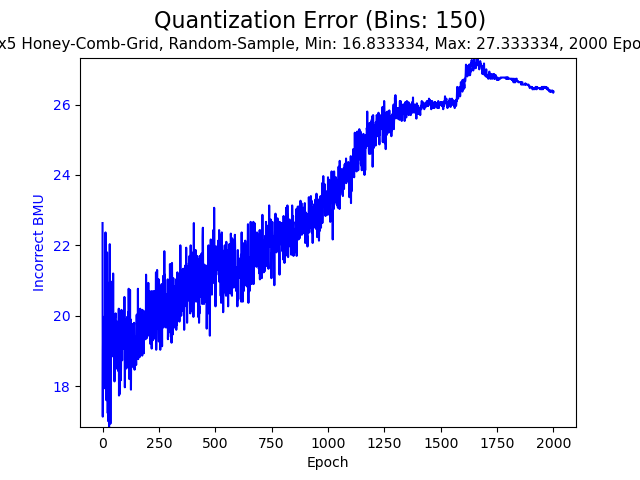 Quantization Error (Bins: 150)
x5 Honey-Comb-Grid, Random-Sample, Min: 16.833334, Max: 27.333334, 2000 Epo
26
24
22
20
18
Incorrect BMU
0 250 500 750 1000 1250 1500 1750 2000
Epoch